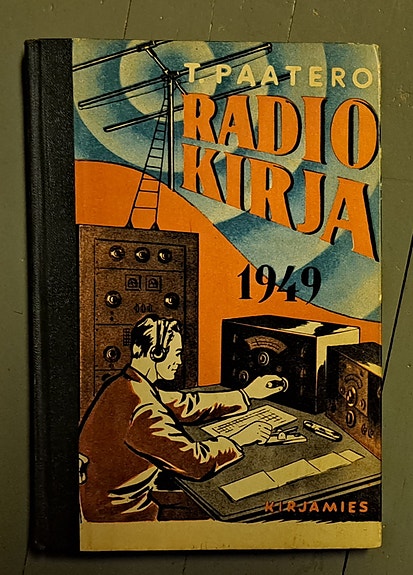 T. PAATERO
RADIO
KIRJA
1949
KIRJAMIES